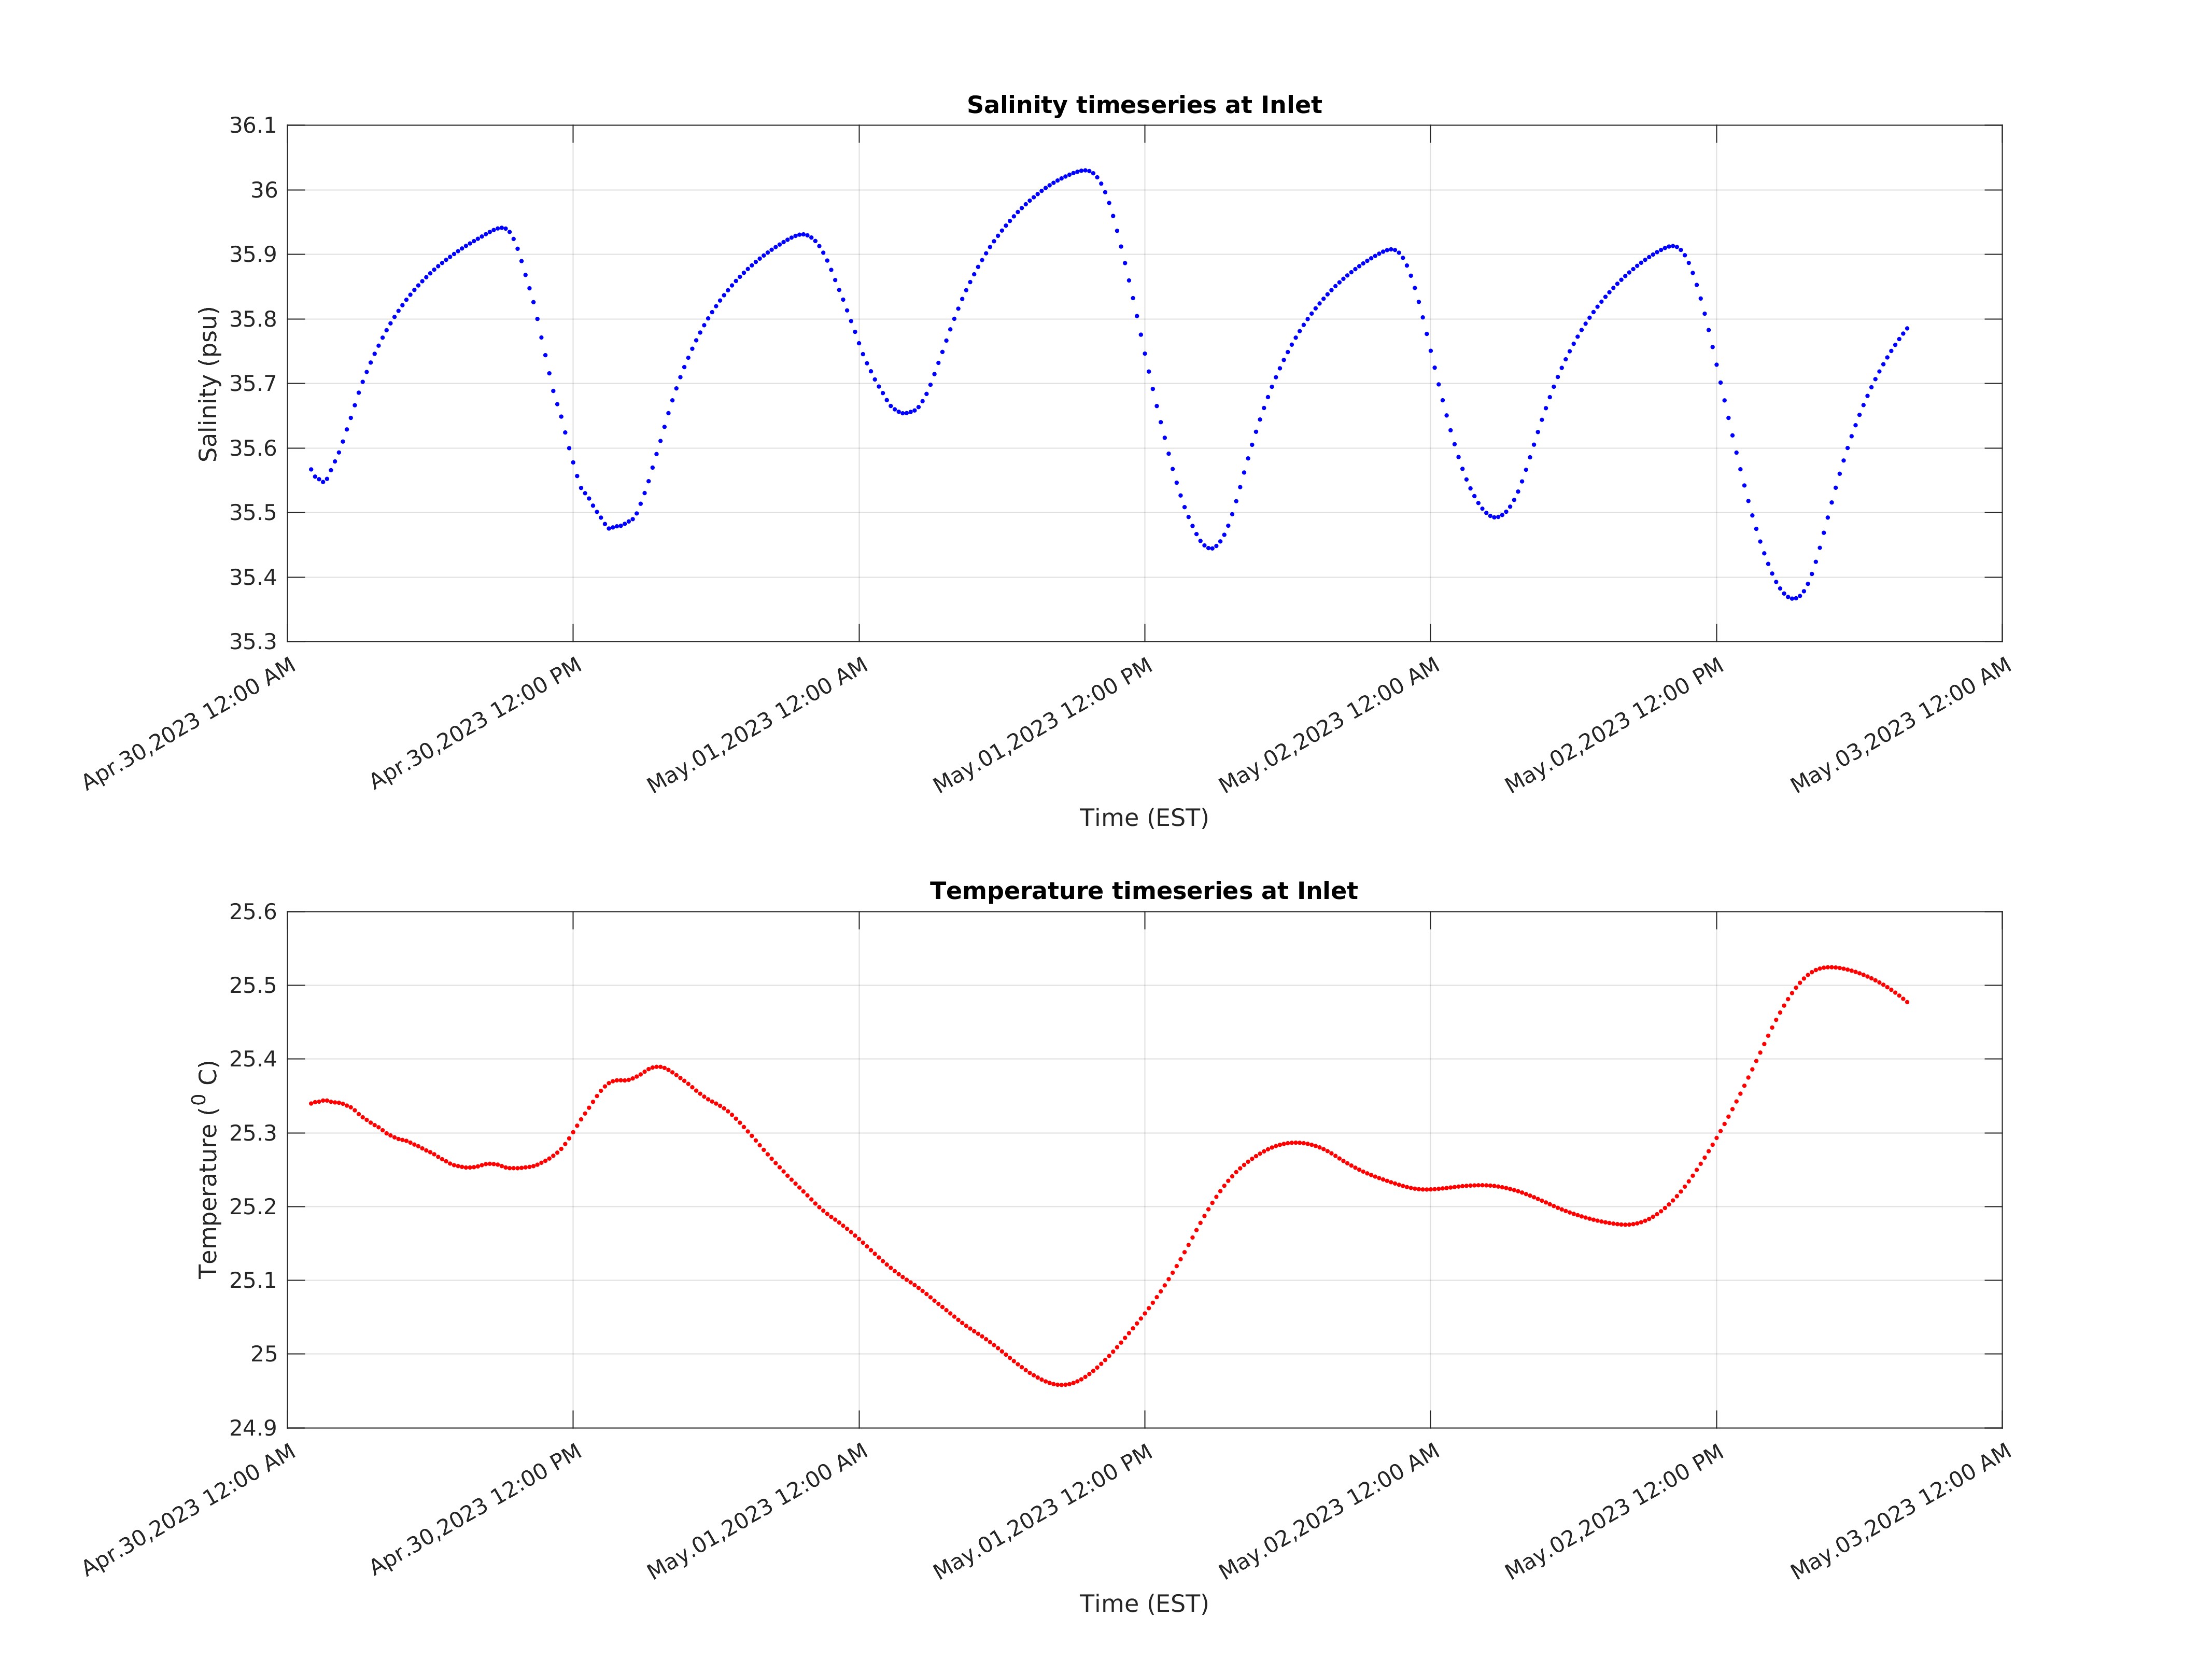 Salinity timeseries at Inlet
36.1
36
35.9
35.8
35.7
35.6
35.5
35.4
35.3
Salinity (psu)
Apr.30,2023 12:00 AM
Apr.30,2023 12:00 PM
May.01,2023 12:00 AM
May.01,2023 12:00 PM
May.02,2023 12:00 AM
May.02,2023 12:00 PM
May.03,2023 12:00 AM
Time (EST)
Temperature timeseries at Inlet
25.6
25.5
25.4
25.3
25.2
25.1
25
24.9
Temperature (⁰ C)
Apr.30,2023 12:00 AM
Apr.30,2023 12:00 PM
May.01,2023 12:00 AM
May.01,2023 12:00 PM
May.02,2023 12:00 AM
May.02,2023 12:00 PM
May.03,2023 12:00 AM
Time (EST)